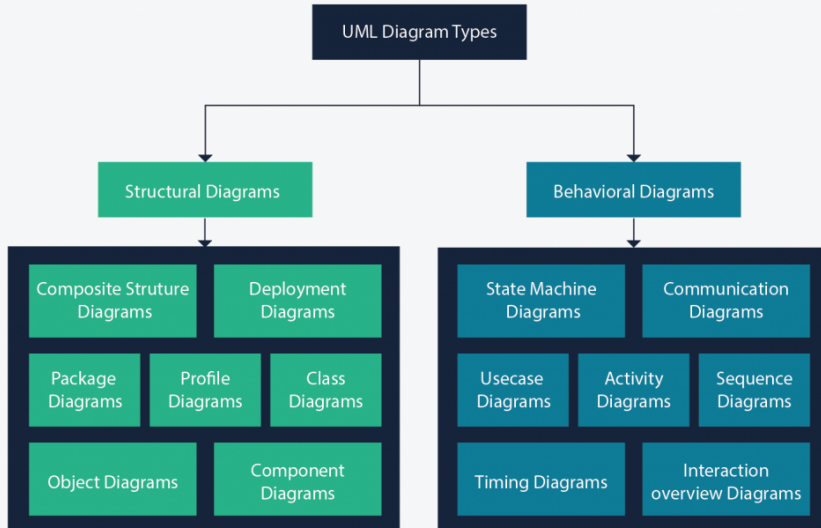 UML Diagram Types
Structural Diagrams
Behavioral Diagrams
Composite Struture
Diagrams
Deployment
Diagrams
Package
Diagrams
Profile
Diagrams
Class
Diagrams
Object Diagrams
Component
Diagrams
State Machine
Diagrams
Communication
Diagrams
Usecase
Diagrams
Activity
Diagrams
Sequence
Diagrams
Timing Diagrams
Interaction
overview Diagrams